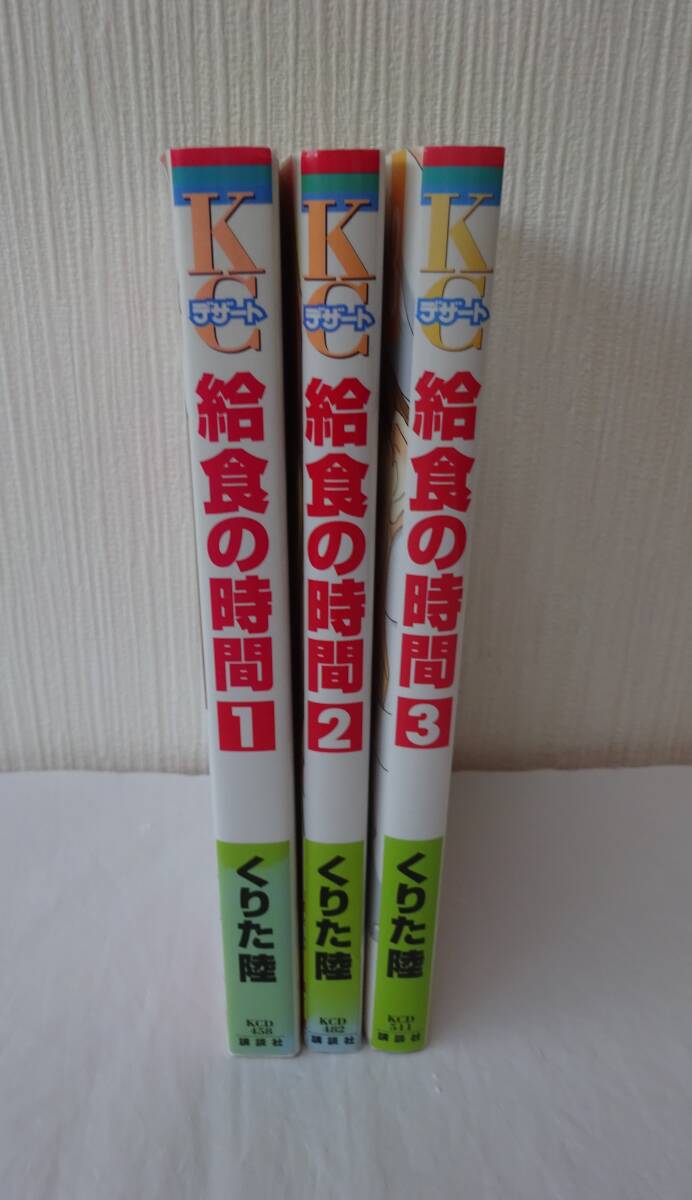 KC
デザート
給食の時間
1
くりた陸
KCD
458
講談社
KC
デザート
給食の時間
2
くりた陸
KCD
482
講談社
KC
デザート
給食の時間
3
くりた陸
KCD
511
講談社